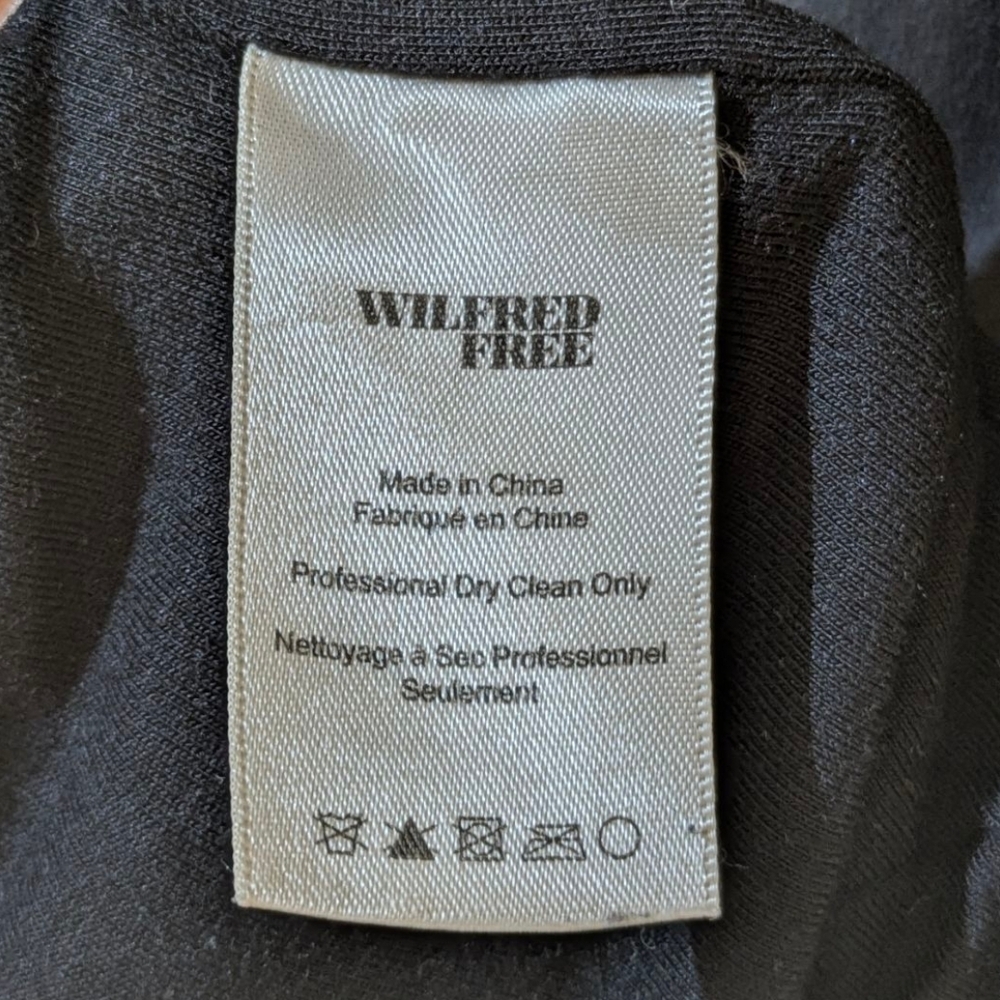 WILFRED
FREE
Made in China
Fabriqué en Chine
Professional Dry Clean Only
Nettoyage à Sec Professionnel
Seulement